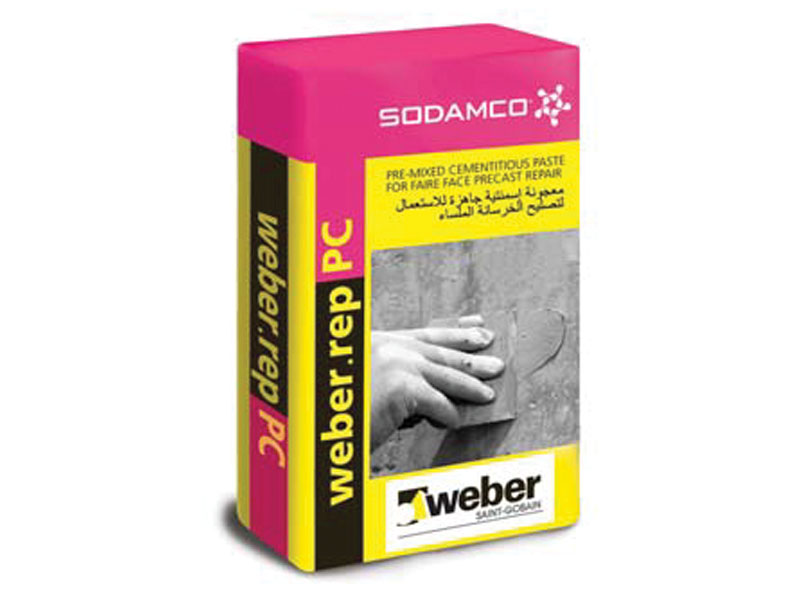 SODAMCO
PRE-MIXED CEMENTITIOUS PASTE
FOR FAIRE FACE PRECAST REPAIR
معجونة إسمنتية جاهزة للاستعمال
لتصليح الخرسانة الملساء
weber.rep PC
weber.rep PC
weber
SAINT-GOBAIN